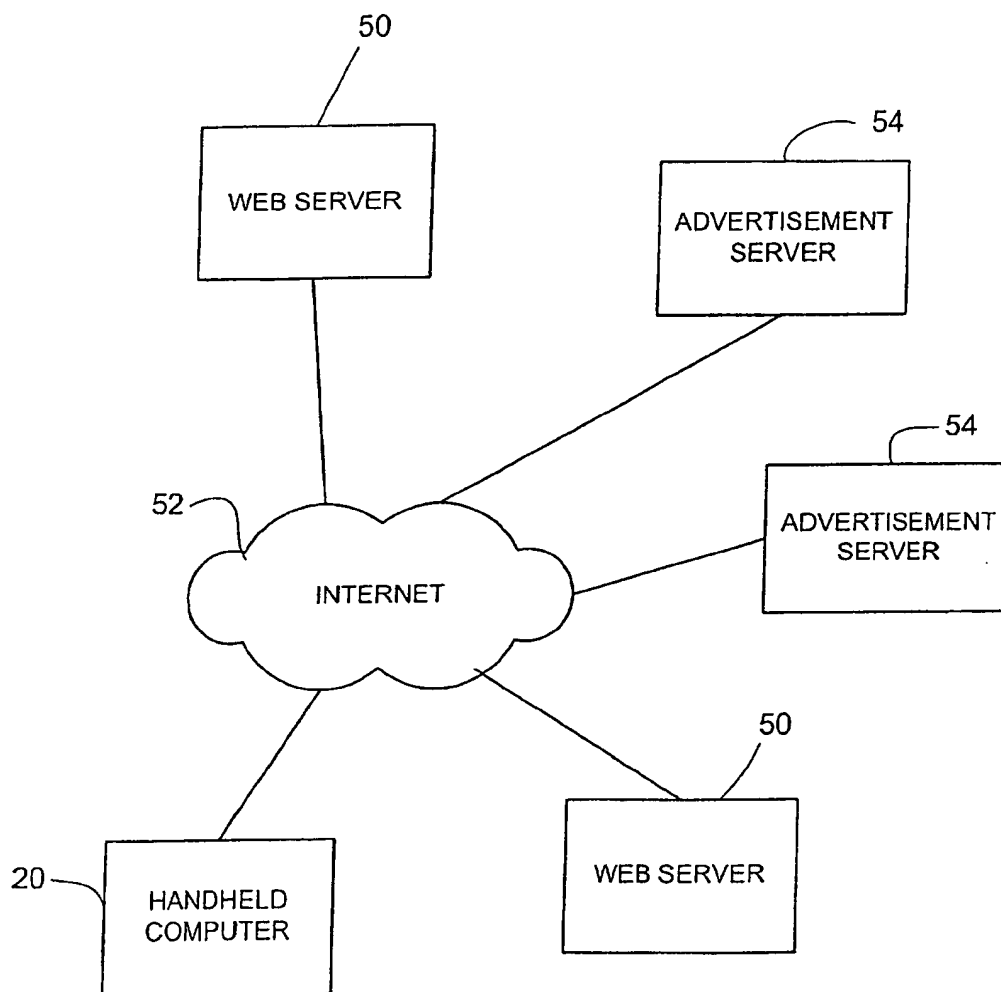 50
WEB SERVER
54
ADVERTISEMENT
SERVER
54
ADVERTISEMENT
SERVER
52
INTERNET
50
WEB SERVER
20
HANDHELD
COMPUTER